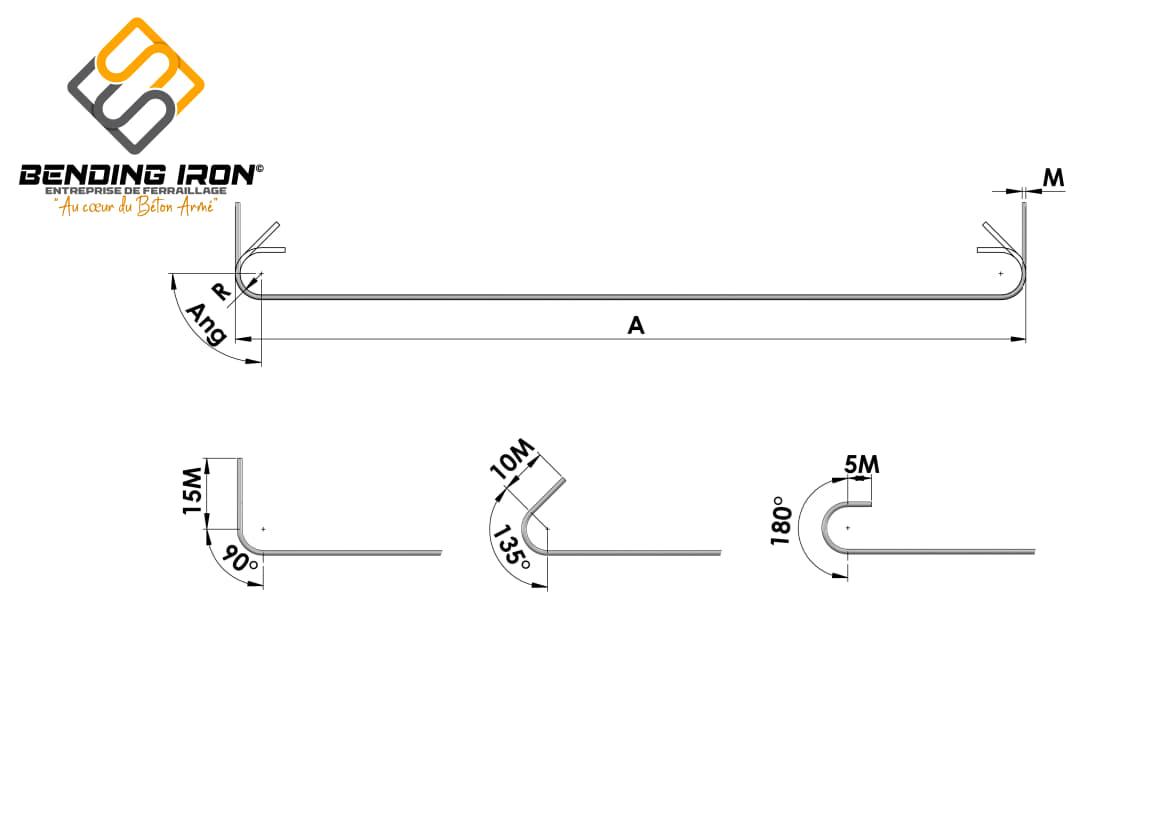 BENDING IRON©
ENTREPRISE DE FERRAILLAGE
"Au cœur du Béton Armé"
M
R
Ang
A
15M
90°
10M
135°
5M
180°